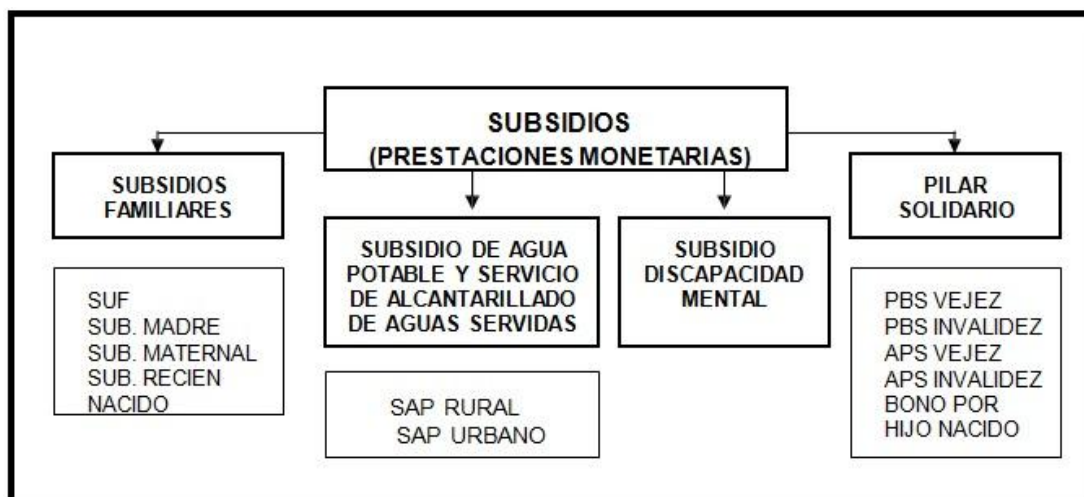 SUBSIDIOS
(PRESTACIONES MONETARIAS)
SUBSIDIOS
FAMILIARES
SUF
SUB. MADRE
SUB. MATERNAL
SUB. RECIEN
NACIDO
SUBSIDIO DE AGUA
POTABLE Y SERVICIO
DE ALCANTARILLADO
DE AGUAS SERVIDAS
SAP RURAL
SAP URBANO
SUBSIDIO
DISCAPACIDAD
MENTAL
PILAR
SOLIDARIO
PBS VEJEZ
PBS INVALIDEZ
APS VEJEZ
APS INVALIDEZ
BONO POR
HIJO NACIDO